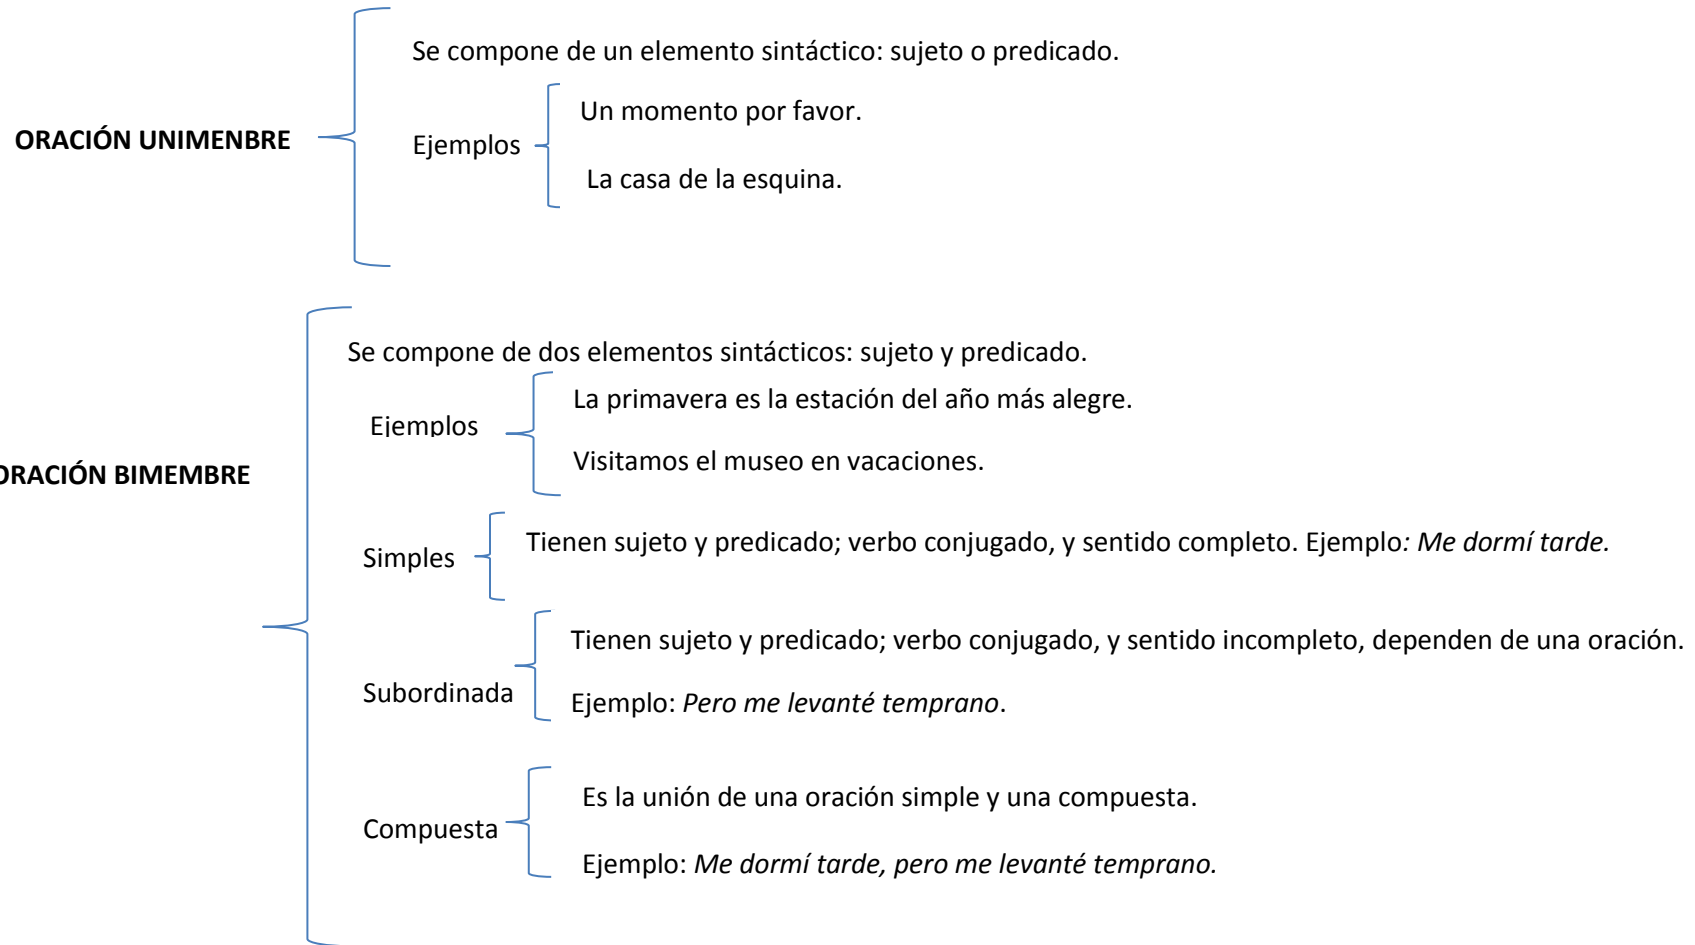 Se compone de un elemento sintáctico: sujeto o predicado.
Un momento por favor.
ORACIÓN UNIMENBRE
Ejemplos
La casa de la esquina.
Se compone de dos elementos sintácticos: sujeto y predicado.
La primavera es la estación del año más alegre.
Ejemplos
Visitamos el museo en vacaciones.
ORACIÓN BIMEMBRE
Simples
Tienen sujeto y predicado; verbo conjugado, y sentido completo. Ejemplo: Me dormí tarde.
Tienen sujeto y predicado; verbo conjugado, y sentido incompleto, dependen de una oración.
Subordinada
Ejemplo: Pero me levanté temprano.
Es la unión de una oración simple y una compuesta.
Compuesta
Ejemplo: Me dormí tarde, pero me levanté temprano.